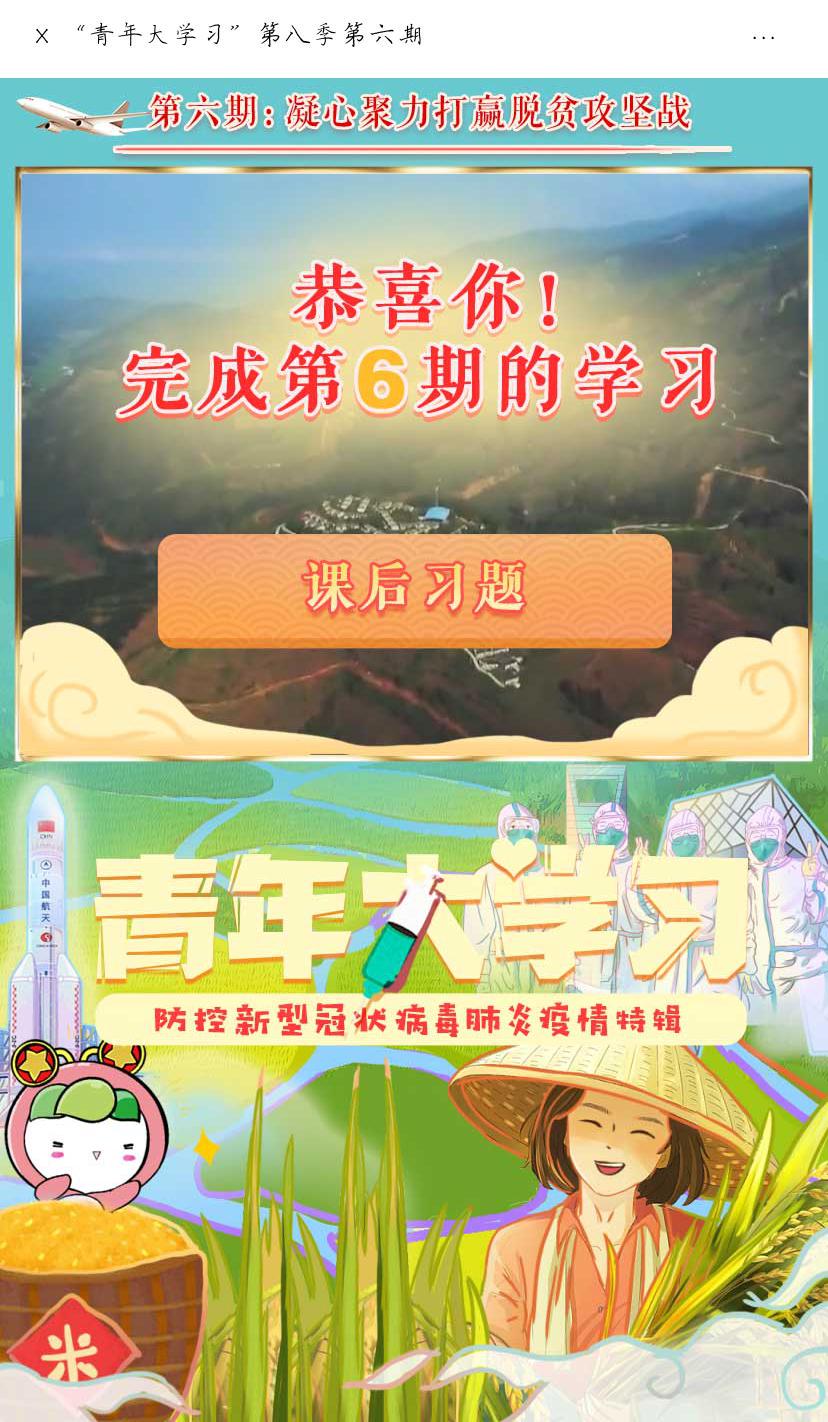 X “青年大学习”第八季第六期 ...
第六期：凝心聚力打赢脱贫攻坚战
恭喜你！
完成第6期的学习
课后习题
中国航天
青年大学习
防控新型冠状病毒肺炎疫情特辑
米